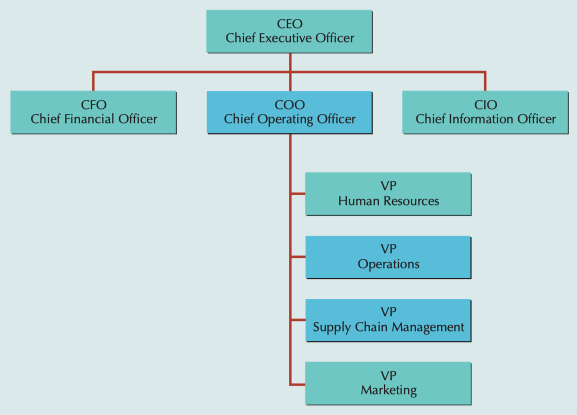 CEO
Chief Executive Officer
CFO
Chief Financial Officer
COO
Chief Operating Officer
CIO
Chief Information Officer
VP
Human Resources
VP
Operations
VP
Supply Chain Management
VP
Marketing